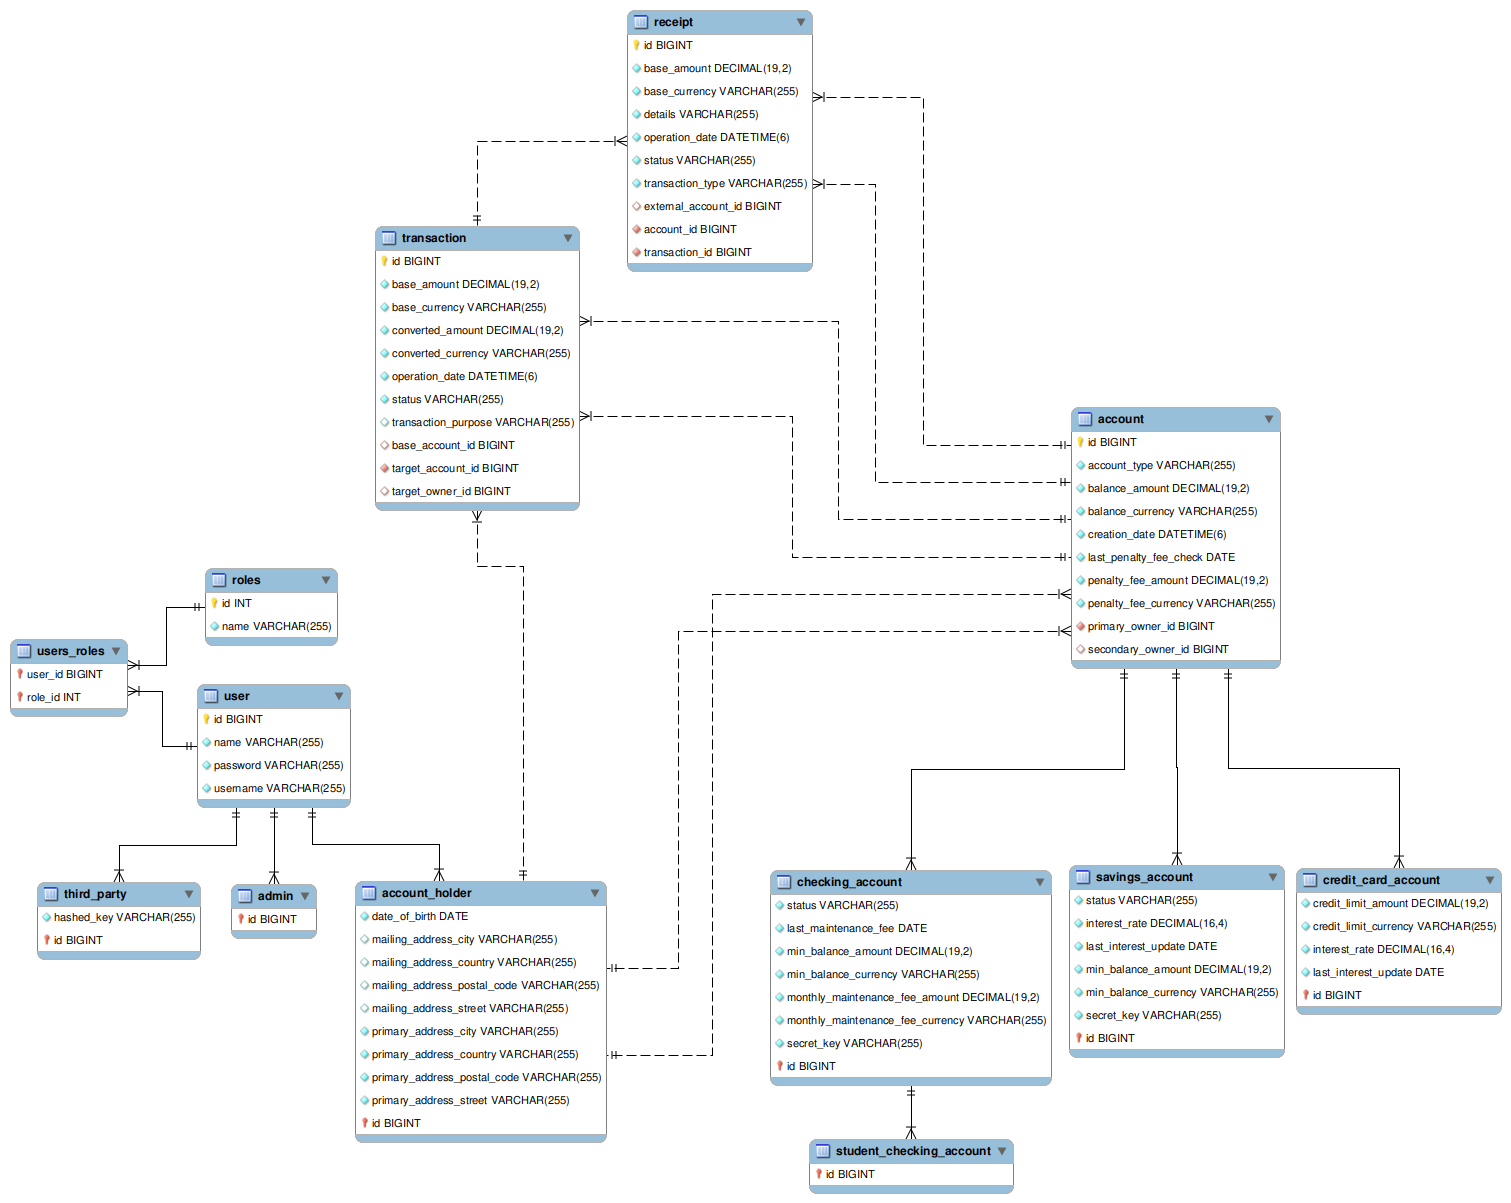 receipt
id BIGINT
base_amount DECIMAL(19,2)
base_currency VARCHAR(255)
details VARCHAR(255)
operation_date DATETIME(6)
status VARCHAR(255)
transaction_type VARCHAR(255)
external_account_id BIGINT
account_id BIGINT
transaction_id BIGINT
transaction
id BIGINT
base_amount DECIMAL(19,2)
base_currency VARCHAR(255)
converted_amount DECIMAL(19,2)
converted_currency VARCHAR(255)
operation_date DATETIME(6)
status VARCHAR(255)
transaction_purpose VARCHAR(255)
base_account_id BIGINT
target_account_id BIGINT
target_owner_id BIGINT
account
id BIGINT
account_type VARCHAR(255)
balance_amount DECIMAL(19,2)
balance_currency VARCHAR(255)
creation_date DATETIME(6)
last_penalty_fee_check DATE
penalty_fee_amount DECIMAL(19,2)
penalty_fee_currency VARCHAR(255)
primary_owner_id BIGINT
secondary_owner_id BIGINT
roles
id INT
name VARCHAR(255)
users_roles
user_id BIGINT
role_id INT
user
id BIGINT
name VARCHAR(255)
password VARCHAR(255)
username VARCHAR(255)
third_party
hashed_key VARCHAR(255)
id BIGINT
admin
id BIGINT
account_holder
date_of_birth DATE
mailing_address_city VARCHAR(255)
mailing_address_country VARCHAR(255)
mailing_address_postal_code VARCHAR(255)
mailing_address_street VARCHAR(255)
primary_address_city VARCHAR(255)
primary_address_country VARCHAR(255)
primary_address_postal_code VARCHAR(255)
primary_address_street VARCHAR(255)
id BIGINT
checking_account
status VARCHAR(255)
last_maintenance_fee DATE
min_balance_amount DECIMAL(19,2)
min_balance_currency VARCHAR(255)
monthly_maintenance_fee_amount DECIMAL(19,2)
monthly_maintenance_fee_currency VARCHAR(255)
secret_key VARCHAR(255)
id BIGINT
savings_account
status VARCHAR(255)
interest_rate DECIMAL(16,4)
last_interest_update DATE
min_balance_amount DECIMAL(19,2)
min_balance_currency VARCHAR(255)
secret_key VARCHAR(255)
id BIGINT
credit_card_account
credit_limit_amount DECIMAL(19,2)
credit_limit_currency VARCHAR(255)
interest_rate DECIMAL(16,4)
last_interest_update DATE
id BIGINT
student_checking_account
id BIGINT